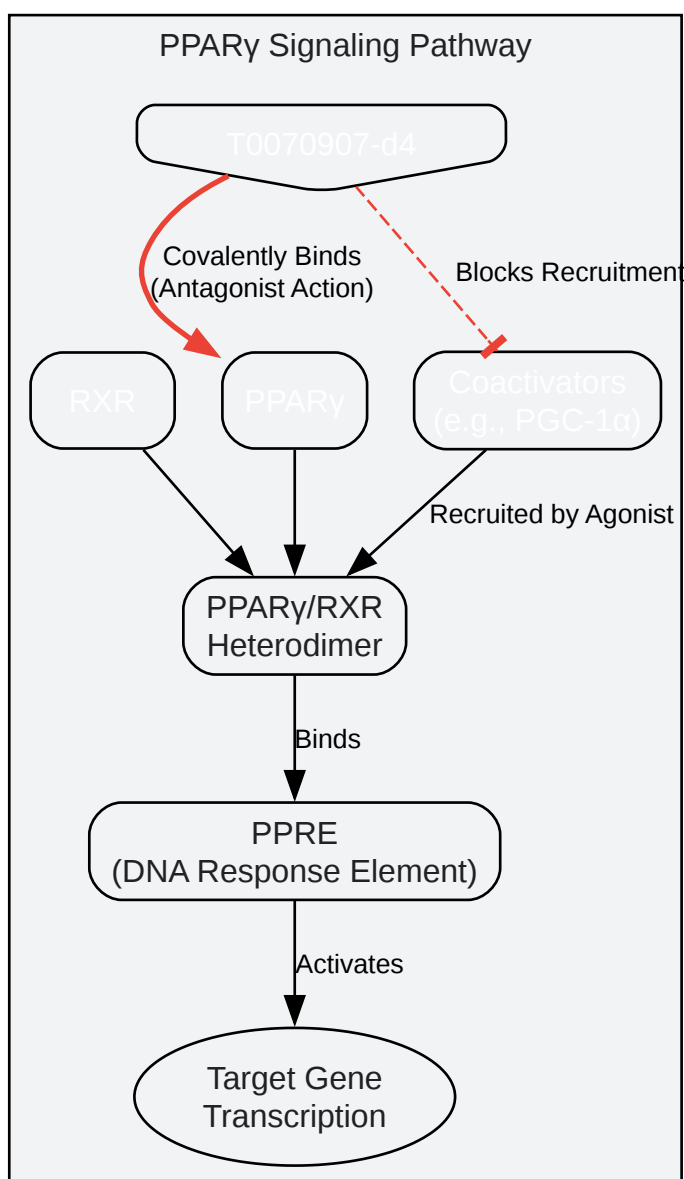 PPARγ Signaling Pathway
T0070907-d4
Covalently Binds
(Antagonist Action)
Blocks Recruitment
RXR
PPARγ
Coactivators
(e.g., PGC-1α)
Recruited by Agonist
PPARγ/RXR
Heterodimer
Binds
PPRE
(DNA Response Element)
Activates
Target Gene
Transcription